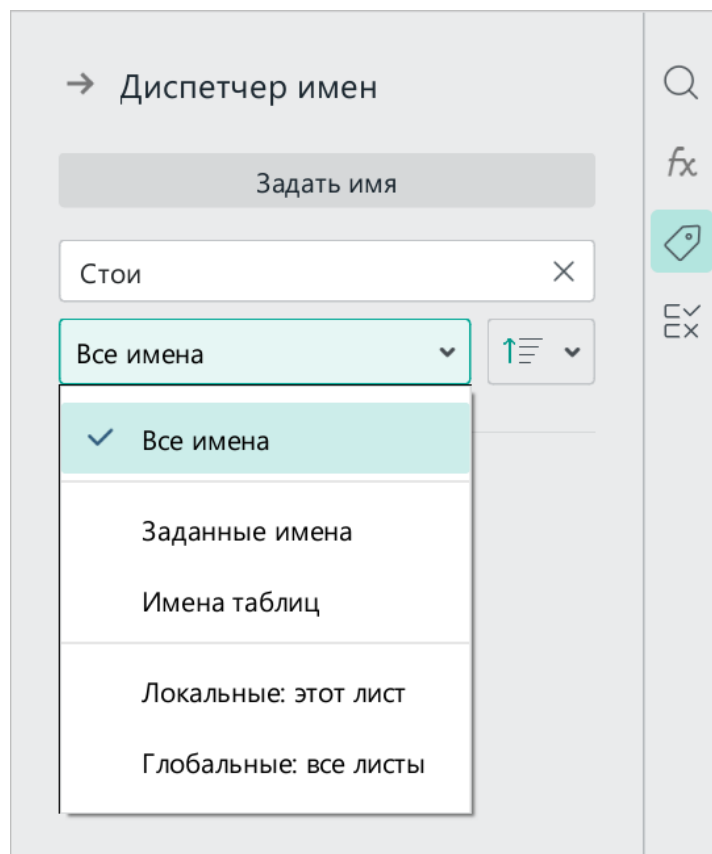 Диспетчер имен
Задать имя
Стои
fx
Все имена
Все имена
Заданные имена
Имена таблиц
Локальные: этот лист
Глобальные: все листы